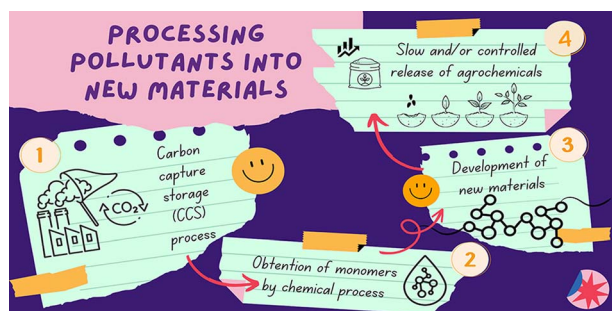 PROCESSING
POLLUTANTS INTO
NEW MATERIALS
1
Carbon
capture
storage
(CCS)
process
CO₂
2
Obtention of monomers
by chemical process
3
Development of
new materials
4
Slow and/or controlled
release of agrochemicals